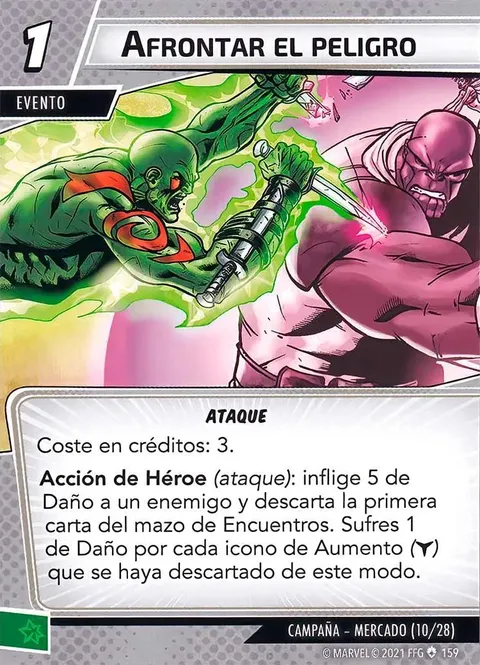 1
AFRONTAR EL PELIGRO
EVENTO
ATAQUE
Coste en créditos: 3.
Acción de Héroe (ataque): inflige 5 de
Daño a un enemigo y descarta la primera
carta del mazo de Encuentros. Sufres 1
de Daño por cada icono de Aumento ( )
que se haya descartado de este modo.
CAMPAÑA – MERCADO (10/28)
© MARVEL © 2021 FFG 159